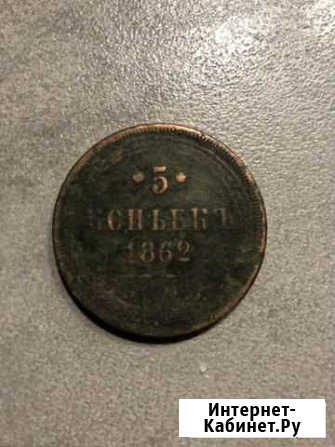 * 5 *
КОПѢЕКЪ
1862
Интернет-
Кабинет.Ру